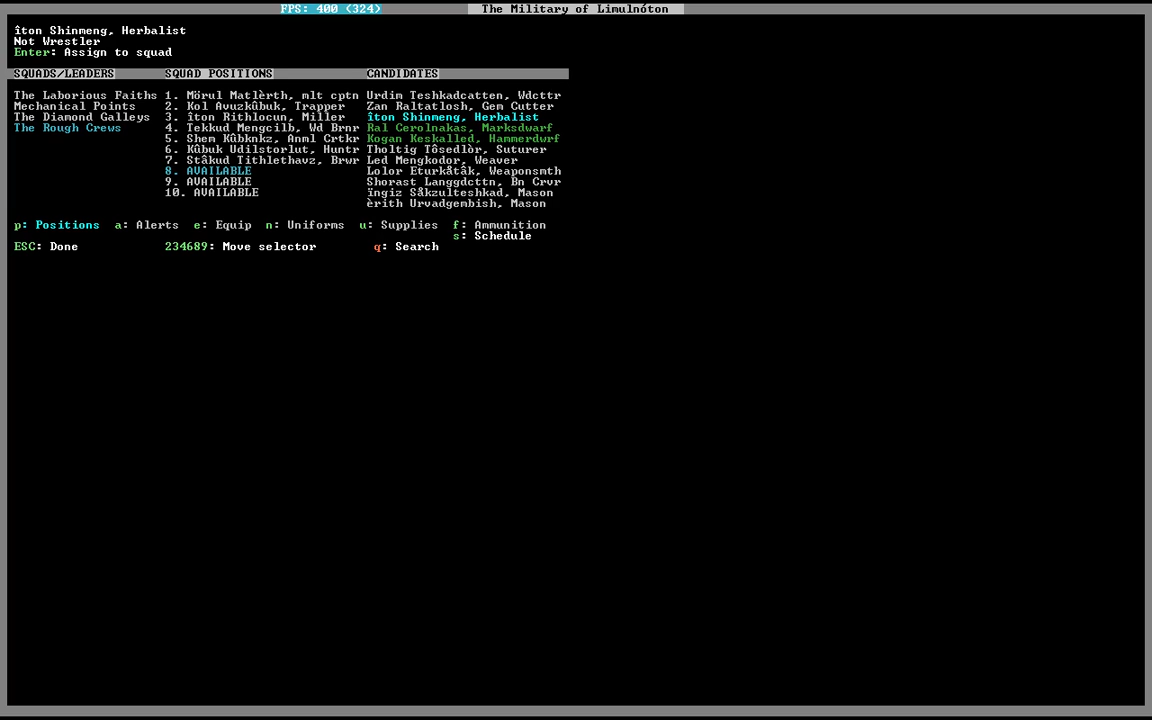 FPS: 400 (324) The Military of Limulnóton
îton Shinmeng, Herbalist
Not Wrestler
Enter: Assign to squad
SQUADS/LEADERS SQUAD POSITIONS CANDIDATES
The Laborious Faiths 1. Mörul Matlèrth, mlt cptn Urdim Teshkadcatten, Wdcttr
Mechanical Points 2. Kol Avuzkûbuk, Trapper Zan Raltatlosh, Gem Cutter
The Diamond Galleys 3. îton Rithlocun, Miller îton Shinmeng, Herbalist
The Rough Crews 4. Tekkud Mengcilb, Wd Brnr Ral Cerolnakas, Marksdwarf
5. Shem Kûbknkz, Anml Crtkr Kogan Keskalled, Hammerdwrf
6. Kûbuk Udilstorlut, Huntr Tholtig Tôsedlòr, Suturer
7. Stâkud Tithlethavz, Brwr Led Mengkodor, Weaver
8. AVAILABLE Lolor Eturkåtâk, Weaponsmth
9. AVAILABLE Shorast Langgdcttn, Bn Crvr
10. AVAILABLE ïngiz Såkzulteshkad, Mason
èrith Urvadgembish, Mason
p: Positions a: Alerts e: Equip n: Uniforms u: Supplies f: Ammunition
s: Schedule
ESC: Done 234689: Move selector q: Search